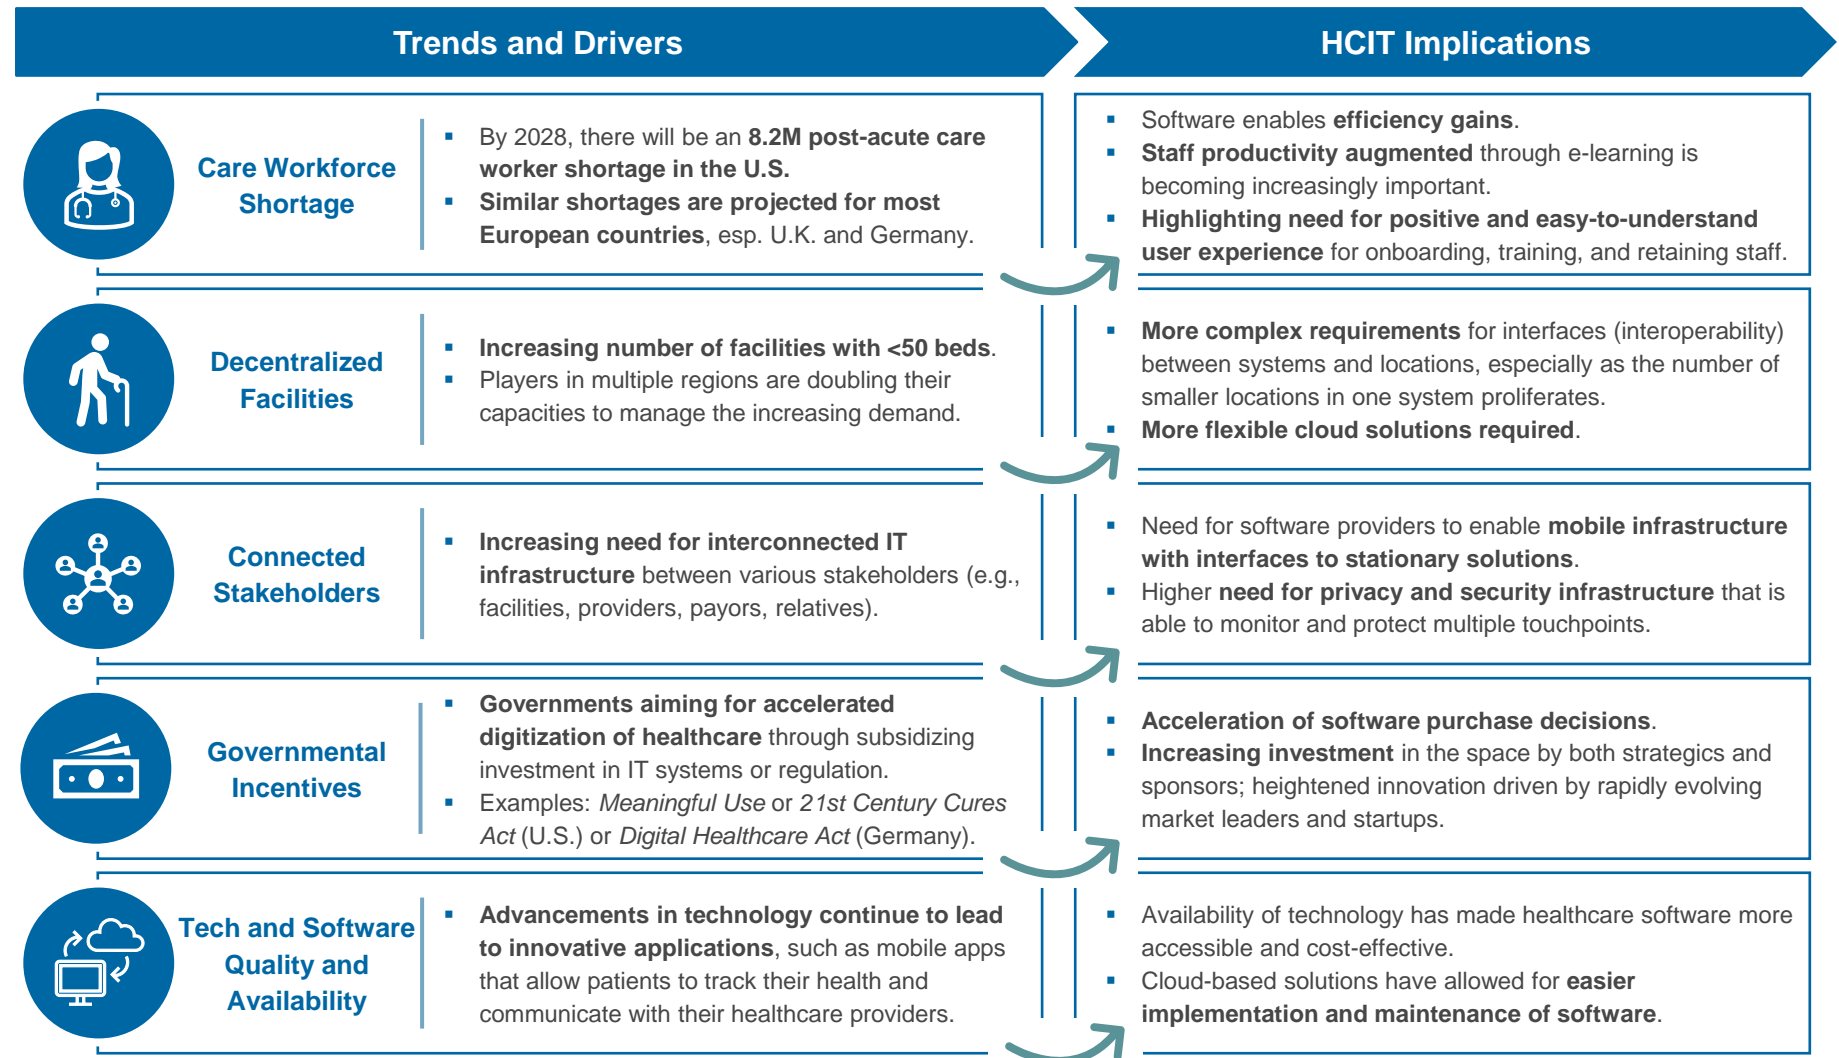 Trends and Drivers
HCIT Implications
Care Workforce
Shortage
▪ By 2028, there will be an 8.2M post-acute care
worker shortage in the U.S.
▪ Similar shortages are projected for most
European countries, esp. U.K. and Germany.
▪ Software enables efficiency gains.
▪ Staff productivity augmented through e-learning is
becoming increasingly important.
▪ Highlighting need for positive and easy-to-understand
user experience for onboarding, training, and retaining staff.
Decentralized
Facilities
▪ Increasing number of facilities with <50 beds.
▪ Players in multiple regions are doubling their
capacities to manage the increasing demand.
▪ More complex requirements for interfaces (interoperability)
between systems and locations, especially as the number of
smaller locations in one system proliferates.
▪ More flexible cloud solutions required.
Connected
Stakeholders
▪ Increasing need for interconnected IT
infrastructure between various stakeholders (e.g.,
facilities, providers, payors, relatives).
▪ Need for software providers to enable mobile infrastructure
with interfaces to stationary solutions.
▪ Higher need for privacy and security infrastructure that is
able to monitor and protect multiple touchpoints.
Governmental
Incentives
▪ Governments aiming for accelerated
digitization of healthcare through subsidizing
investment in IT systems or regulation.
▪ Examples: Meaningful Use or 21st Century Cures
Act (U.S.) or Digital Healthcare Act (Germany).
▪ Acceleration of software purchase decisions.
▪ Increasing investment in the space by both strategics and
sponsors; heightened innovation driven by rapidly evolving
market leaders and startups.
Tech and Software
Quality and
Availability
▪ Advancements in technology continue to lead
to innovative applications, such as mobile apps
that allow patients to track their health and
communicate with their healthcare providers.
▪ Availability of technology has made healthcare software more
accessible and cost-effective.
▪ Cloud-based solutions have allowed for easier
implementation and maintenance of software.